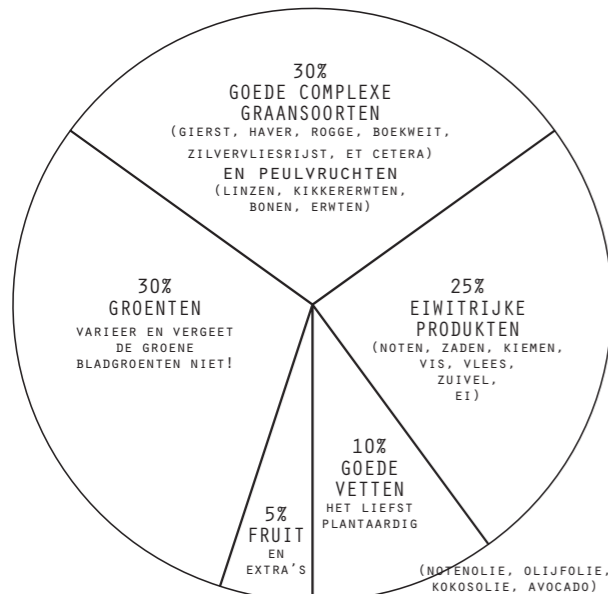 30%
GOEDE COMPLEXE
GRAANSOORTEN
(GIERST, HAVER, ROGGE, BOEKWEIT,
ZILVERVLIESRIJST, ET CETERA)
EN PEULVRUCHTEN
(LINZEN, KIKKERERWTEN,
BONEN, ERWTEN)
30%
GROENTEN
VARIEER EN VERGEET
DE GROENE
BLADGROENTEN NIET!
25%
EIWITRIJKE
PRODUKTEN
(NOTEN, ZADEN, KIEMEN,
VIS, VLEES,
ZUIVEL,
EI)
10%
GOEDE
VETTEN
HET LIEFST
PLANTAARDIG
(NOTENOLIE, OLIJFOLIE,
KOKOSOLIE, AVOCADO)
5%
FRUIT
EN
EXTRA'S